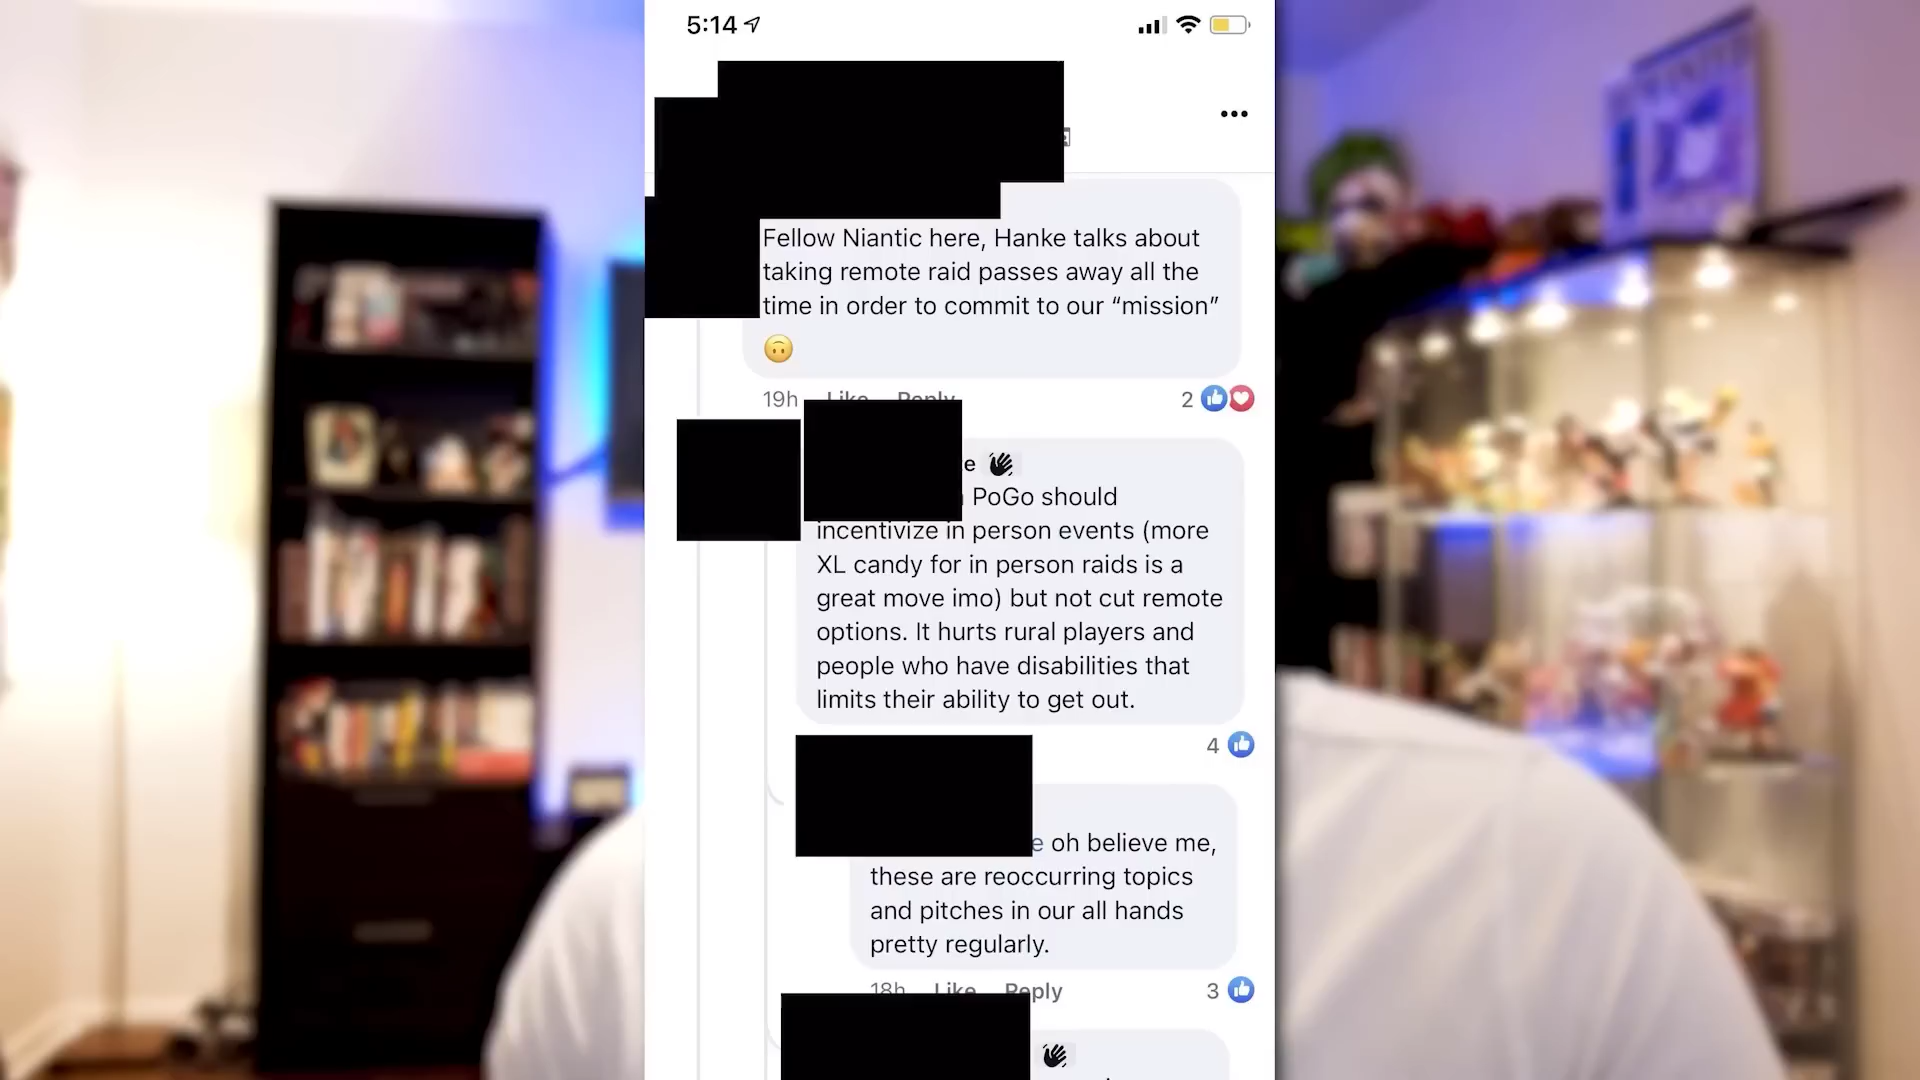 5:14
Fellow Niantic here, Hanke talks about
taking remote raid passes away all the
time in order to commit to our “mission”
🙃
19h Like Reply 2
e 👋
PoGo should
incentivize in person events (more
XL candy for in person raids is a
great move imo) but not cut remote
options. It hurts rural players and
people who have disabilities that
limits their ability to get out.
4
e oh believe me,
these are reoccurring topics
and pitches in our all hands
pretty regularly.
18h Like Reply 3
👋